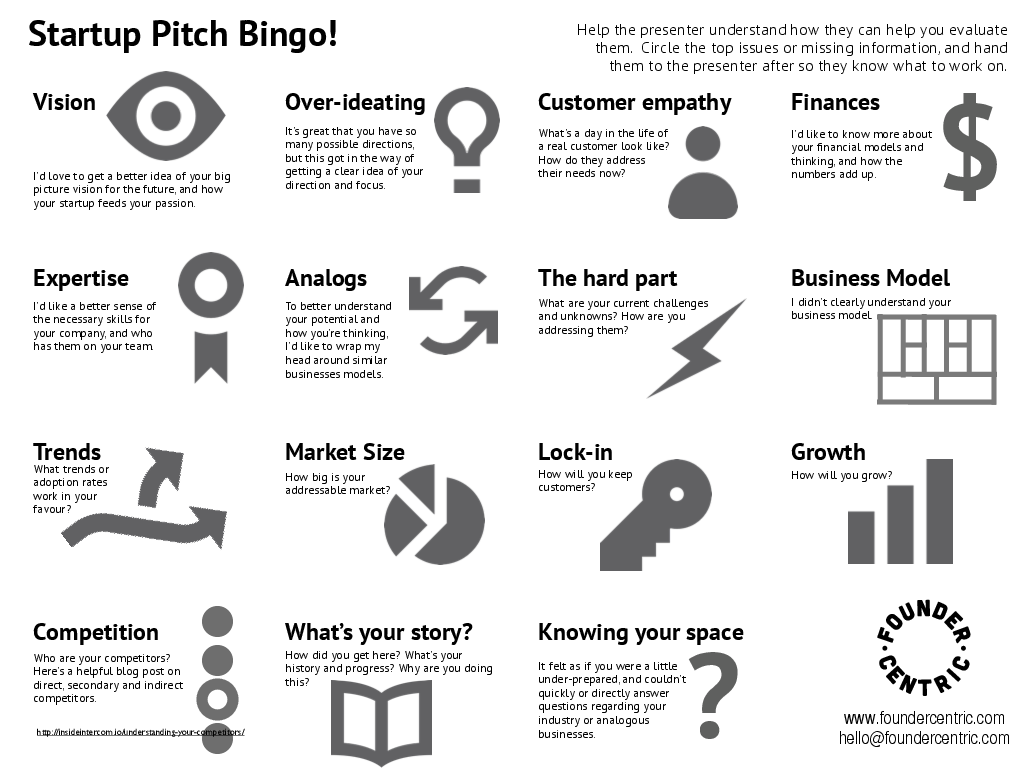 Startup Pitch Bingo!
Help the presenter understand how they can help you evaluate
them. Circle the top issues or missing information, and hand
them to the presenter after so they know what to work on.
Vision
I'd love to get a better idea of your big
picture vision for the future, and how
your startup feeds your passion.
Over-ideating
It's great that you have so
many possible directions,
but this got in the way of
getting a clear idea of your
direction and focus.
Customer empathy
What's a day in the life of
a real customer look like?
How do they address
their needs now?
Finances
I'd like to know more about
your financial models and
thinking, and how the
numbers add up.
Expertise
I'd like a better sense of
the necessary skills for
your company, and who
has them on your team.
Analogs
To better understand
your potential and
how you're thinking,
I'd like to wrap my
head around similar
businesses models.
The hard part
What are your current challenges
and unknowns? How are you
addressing them?
Business Model
I didn't clearly understand your
business model.
Trends
What trends or
adoption rates
work in your
favour?
Market Size
How big is your
addressable market?
Lock-in
How will you keep
customers?
Growth
How will you grow?
Competition
Who are your competitors?
Here's a helpful blog post on
direct, secondary and indirect
competitors.
http://insideintercom.io/understanding-your-competitors/
What's your story?
How did you get here? What's your
history and progress? Why are you doing
this?
Knowing your space
It felt as if you were a little
under-prepared, and couldn't
quickly or directly answer
questions regarding your
industry or analogous
businesses.
FOUNDER
CENTRIC
www.foundercentric.com
hello@foundercentric.com